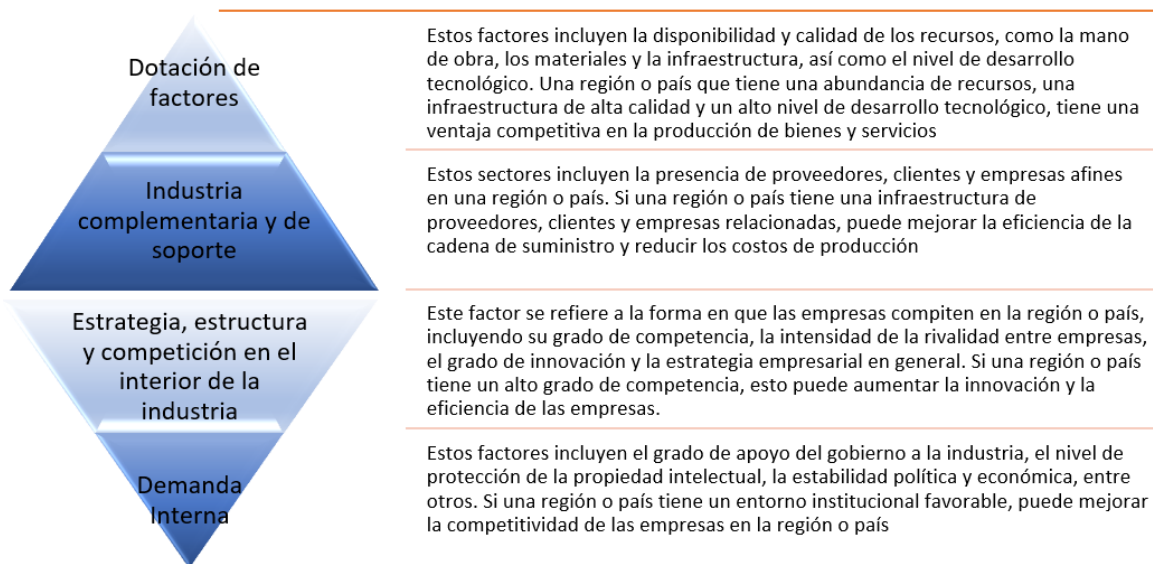 Dotación de
factores
Estos factores incluyen la disponibilidad y calidad de los recursos, como la mano
de obra, los materiales y la infraestructura, así como el nivel de desarrollo
tecnológico. Una región o país que tiene una abundancia de recursos, una
infraestructura de alta calidad y un alto nivel de desarrollo tecnológico, tiene una
ventaja competitiva en la producción de bienes y servicios
Industria
complementaria y de
soporte
Estos sectores incluyen la presencia de proveedores, clientes y empresas afines
en una región o país. Si una región o país tiene una infraestructura de
proveedores, clientes y empresas relacionadas, puede mejorar la eficiencia de la
cadena de suministro y reducir los costos de producción
Estrategia, estructura
y competición en el
interior de la
industria
Este factor se refiere a la forma en que las empresas compiten en la región o país,
incluyendo su grado de competencia, la intensidad de la rivalidad entre empresas,
el grado de innovación y la estrategia empresarial en general. Si una región o país
tiene un alto grado de competencia, esto puede aumentar la innovación y la
eficiencia de las empresas.
Demanda
Interna
Estos factores incluyen el grado de apoyo del gobierno a la industria, el nivel de
protección de la propiedad intelectual, la estabilidad política y económica, entre
otros. Si una región o país tiene un entorno institucional favorable, puede mejorar
la competitividad de las empresas en la región o país